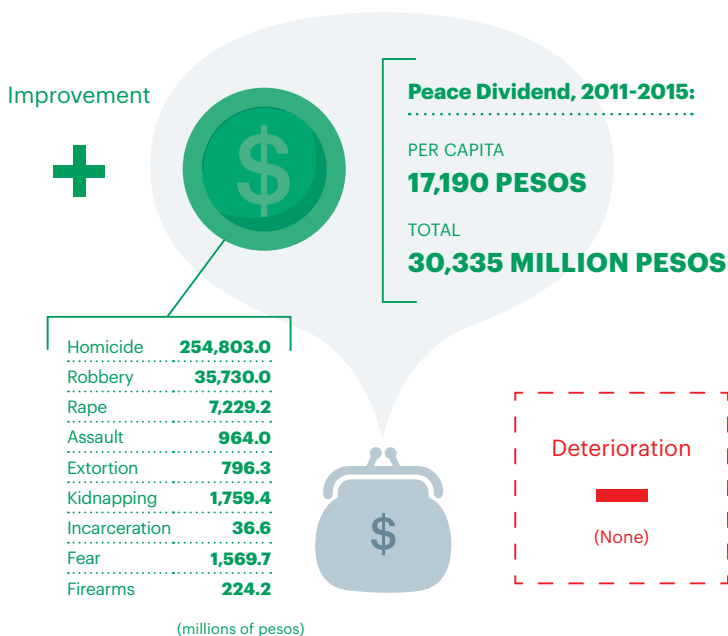 Improvement
$
Peace Dividend, 2011-2015:
PER CAPITA
17,190 PESOS
TOTAL
30,335 MILLION PESOS
Homicide 254,803.0
Robbery 35,730.0
Rape 7,229.2
Assault 964.0
Extortion 796.3
Kidnapping 1,759.4
Incarceration 36.6
Fear 1,569.7
Firearms 224.2
(millions of pesos)
$
Deterioration
(None)